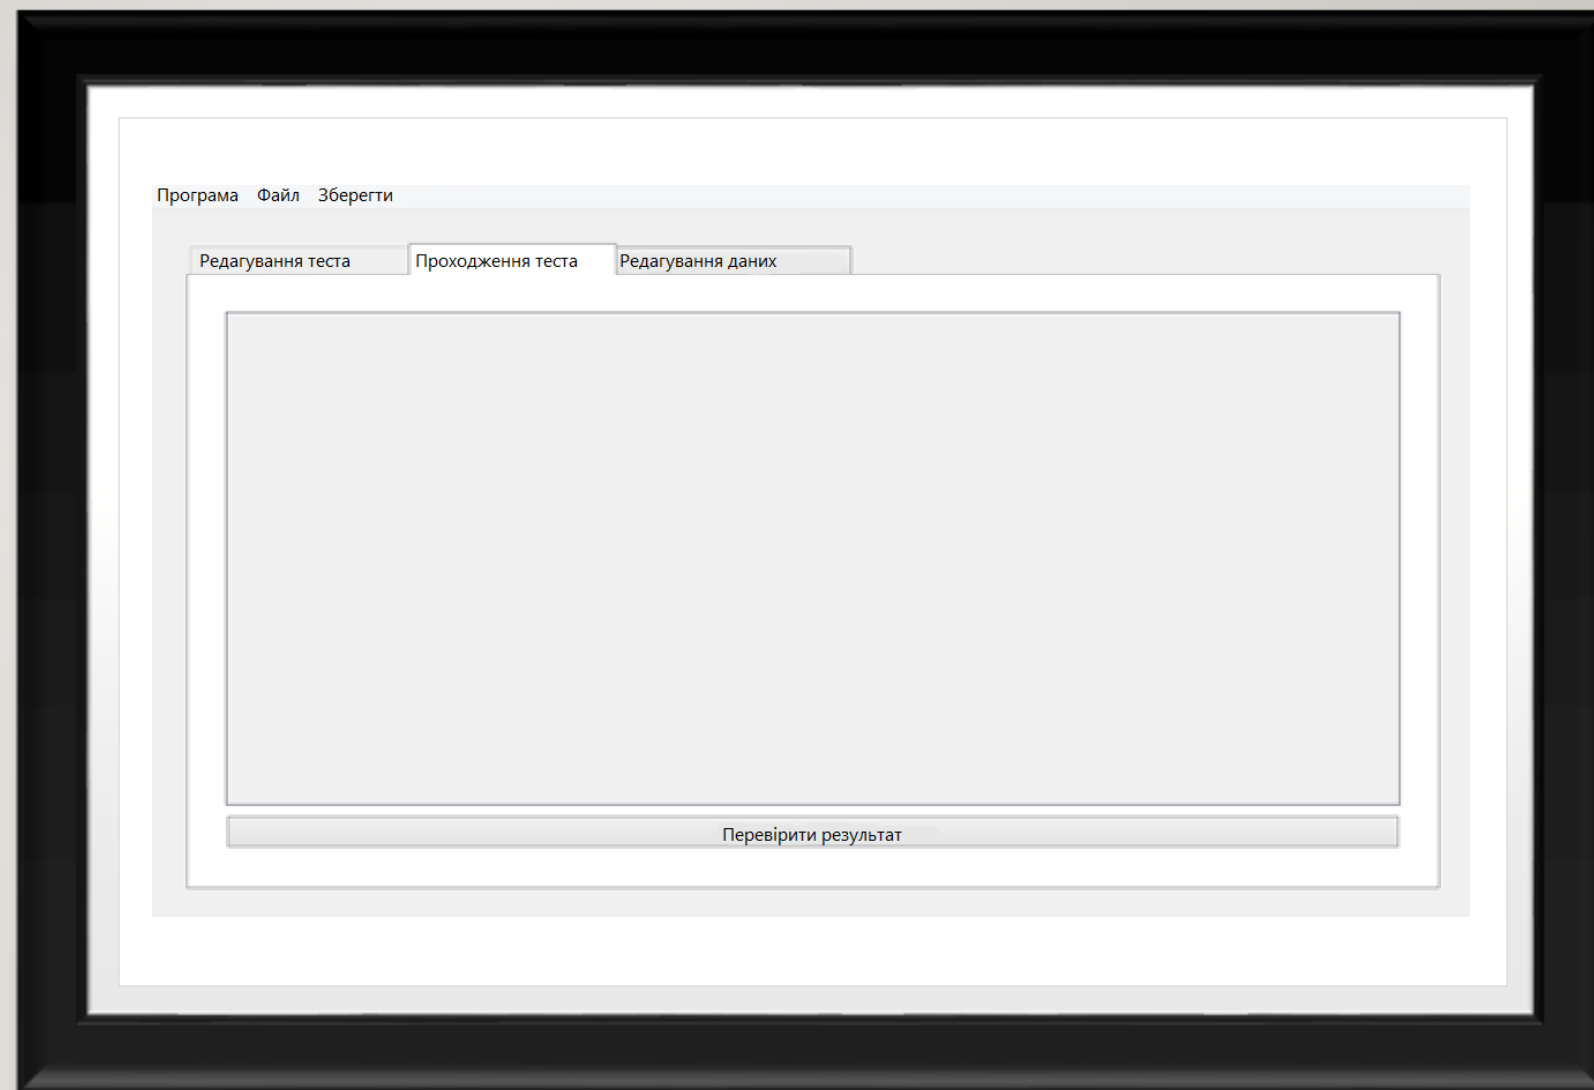 Програма Файл Зберегти
Редагування теста Проходження теста Редагування даних
Перевірити результат